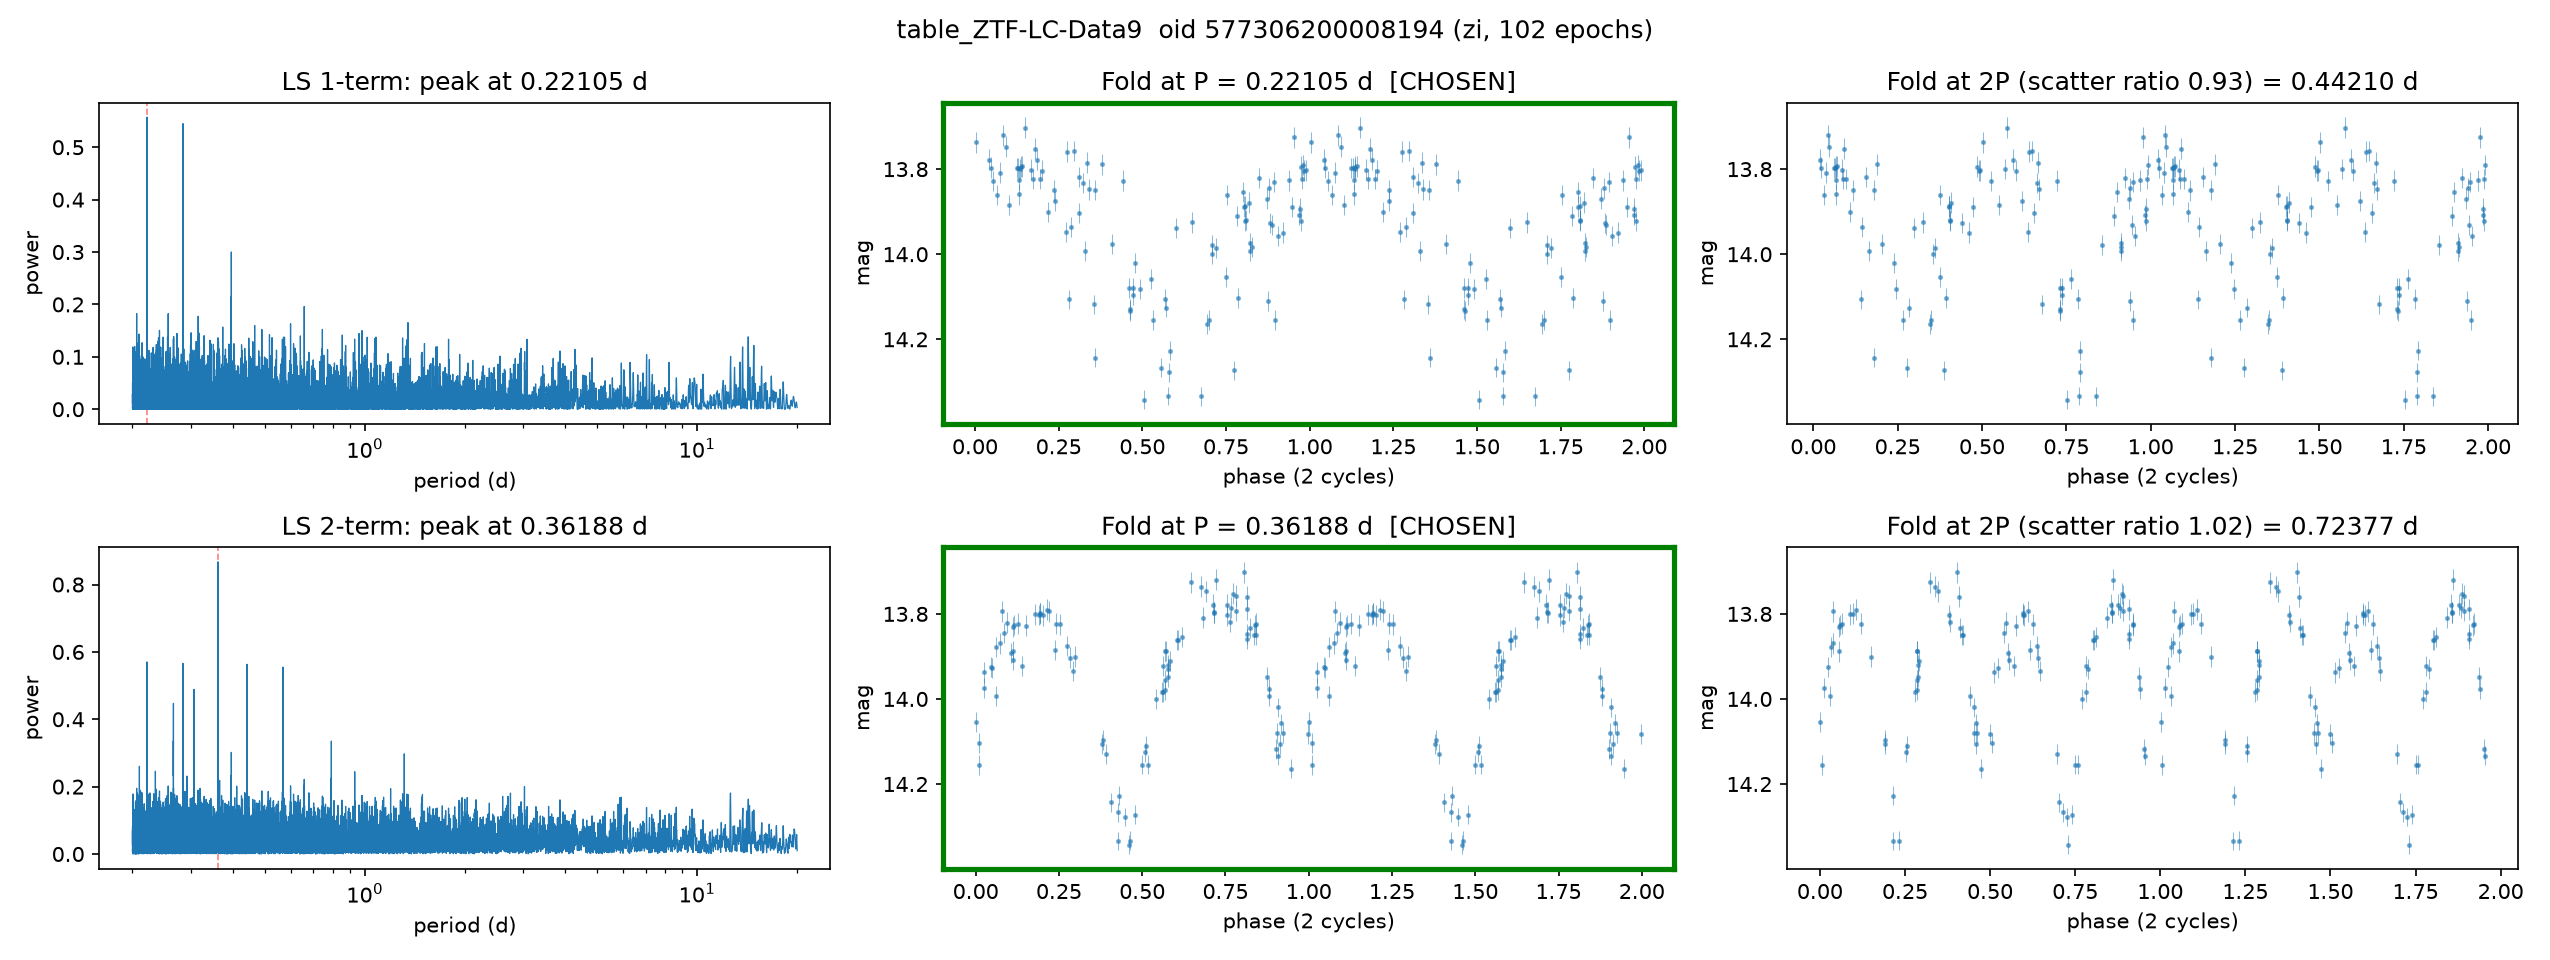 table_ZTF-LC-Data9  oid 577306200008194 (zi, 102 epochs)
LS 1-term: peak at 0.22105 d
Fold at P = 0.22105 d  [CHOSEN]
Fold at 2P (scatter ratio 0.93) = 0.44210 d
power
0.5
0.4
0.3
0.2
0.1
0.0
10⁰
10¹
period (d)
mag
13.8
14.0
14.2
0.00 0.25 0.50 0.75 1.00 1.25 1.50 1.75 2.00
phase (2 cycles)
mag
13.8
14.0
14.2
0.00 0.25 0.50 0.75 1.00 1.25 1.50 1.75 2.00
phase (2 cycles)
LS 2-term: peak at 0.36188 d
Fold at P = 0.36188 d  [CHOSEN]
Fold at 2P (scatter ratio 1.02) = 0.72377 d
power
0.8
0.6
0.4
0.2
0.0
10⁰
10¹
period (d)
mag
13.8
14.0
14.2
0.00 0.25 0.50 0.75 1.00 1.25 1.50 1.75 2.00
phase (2 cycles)
mag
13.8
14.0
14.2
0.00 0.25 0.50 0.75 1.00 1.25 1.50 1.75 2.00
phase (2 cycles)